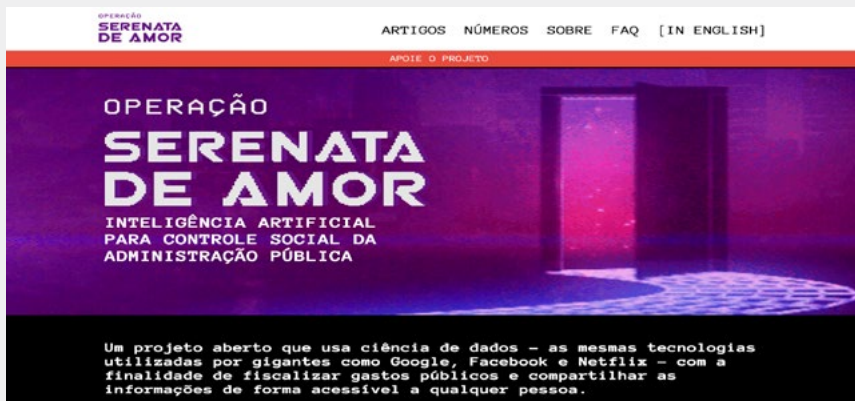 OPERAÇÃO
SERENATA
DE AMOR
ARTIGOS NÚMEROS SOBRE FAQ [IN ENGLISH]
APOIE O PROJETO
OPERAÇÃO
SERENATA
DE AMOR
INTELIGÊNCIA ARTIFICIAL
PARA CONTROLE SOCIAL DA
ADMINISTRAÇÃO PÚBLICA
Um projeto aberto que usa ciência de dados – as mesmas tecnologias
utilizadas por gigantes como Google, Facebook e Netflix – com a
finalidade de fiscalizar gastos públicos e compartilhar as
informações de forma acessível a qualquer pessoa.